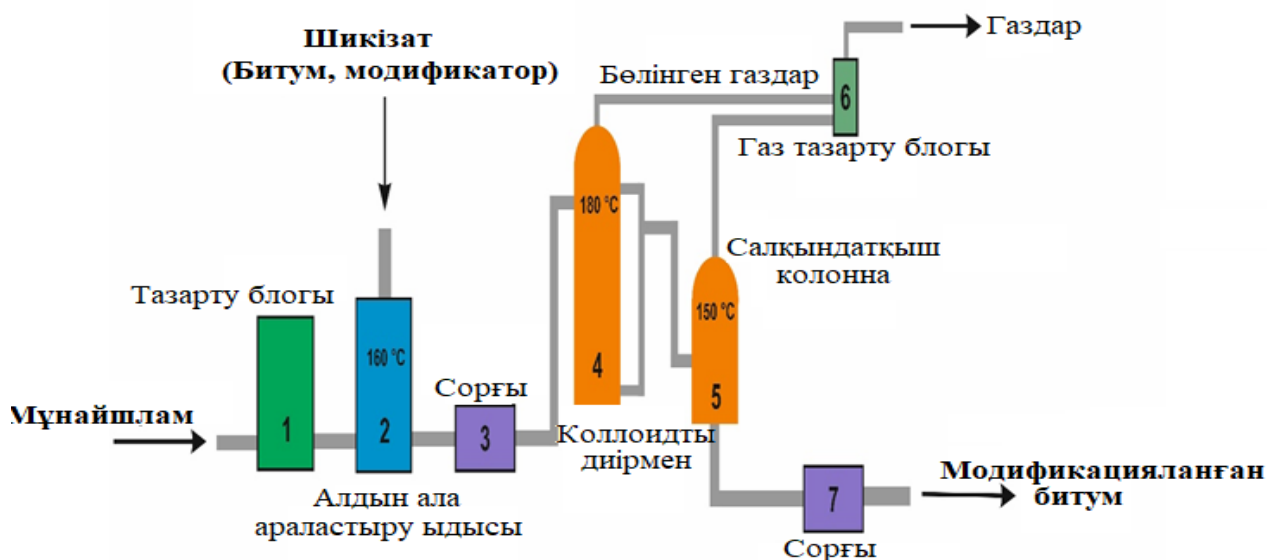 Шикізат
(Битум, модификатор)
Газдар
Бөлінген газдар
6
Газ тазарту блогы
180 °C
Салқындатқыш
колонна
Тазарту блогы
150 °C
160 °C
4
5
Сорғы
Мұнайшлам
1
2
3
Коллоидты
диірмен
Алдын ала
араластыру ыдысы
7
Модификацияланған
битум
Сорғы